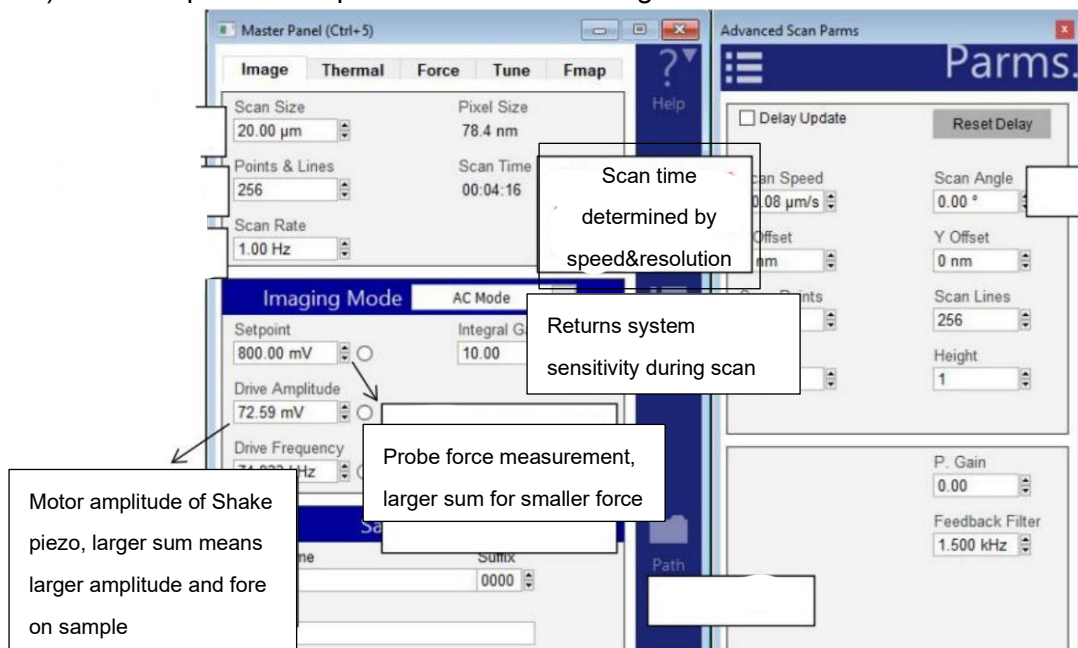 Master Panel (Ctrl+5)
Image Thermal Force Tune Fmap
Scan Size
20.00 µm
Pixel Size
78.4 nm
Points & Lines
256
Scan Time
00:04:16
Scan Rate
1.00 Hz
Help
Scan time
determined by
speed&resolution
Imaging Mode AC Mode
Setpoint
800.00 mV
Integral
10.00
Returns system
sensitivity during scan
Drive Amplitude
72.59 mV
Drive Frequency
Probe force measurement,
larger sum for smaller force
Motor amplitude of Shake
piezo, larger sum means
larger amplitude and fore
on sample
Suffix
0000
Path
Advanced Scan Parms
Parms.
Delay Update
Reset Delay
Speed
0.08 µm/s
Scan Angle
0.00 °
Offset
nm
Y Offset
0 nm
Scan Lines
256
Height
1
P. Gain
0.00
Feedback Filter
1.500 kHz